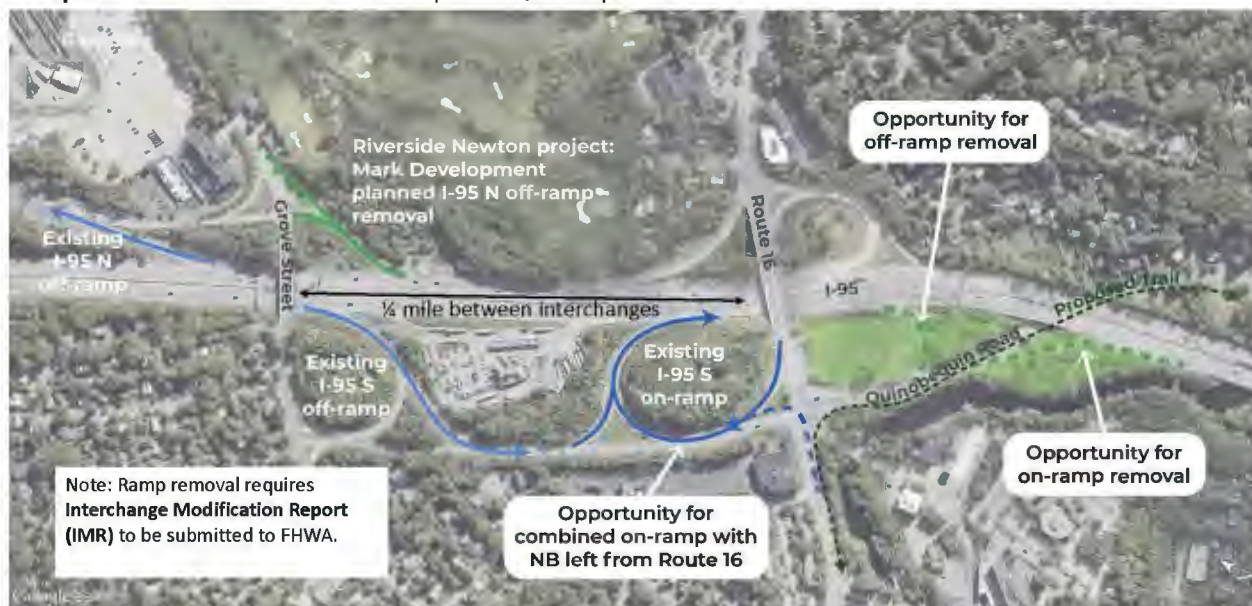 Opportunity for
off-ramp removal
Riverside Newton project:
Mark Development
planned I-95 N off-ramp
removal
Grove Street
Route 16
Existing
I-95 N
off-ramp
I-95
Proposed Trail
¼ mile between interchanges
Quinobequin Road
Existing
I-95 S
off-ramp
Existing
I-95 S
on-ramp
Opportunity for
on-ramp removal
Note: Ramp removal requires
Interchange Modification Report
(IMR) to be submitted to FHWA.
Opportunity for
combined on-ramp with
NB left from Route 16